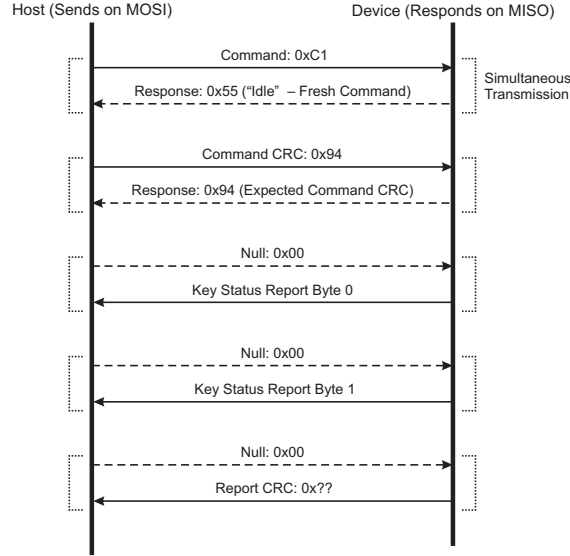 Host (Sends on MOSI)
Device (Responds on MISO)
Command: 0xC1
Response: 0x55 (“Idle” – Fresh Command)
Simultaneous
Transmission
Command CRC: 0x94
Response: 0x94 (Expected Command CRC)
Null: 0x00
Key Status Report Byte 0
Null: 0x00
Key Status Report Byte 1
Null: 0x00
Report CRC: 0x??